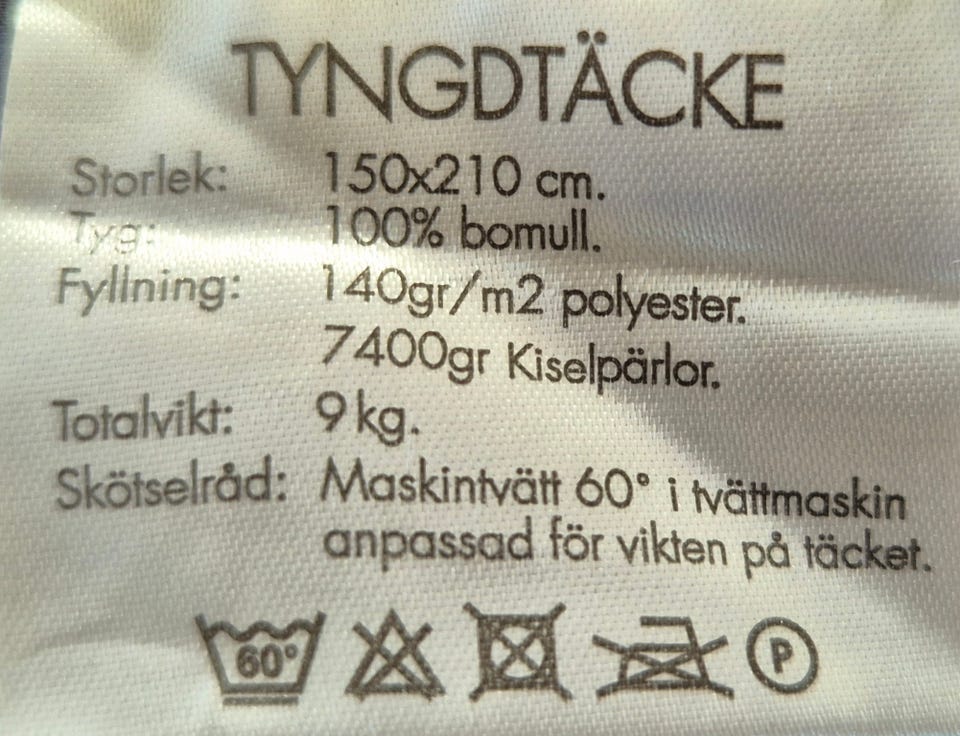 TYNGDTÄCKE
Storlek: 150x210 cm.
Tyg: 100% bomull.
Fyllning: 140gr/m2 polyester.
7400gr Kiselpärlor.
Totalvikt: 9 kg.
Skötselråd: Maskintvätt 60° i tvättmaskin
anpassad för vikten på täcket.
60° P